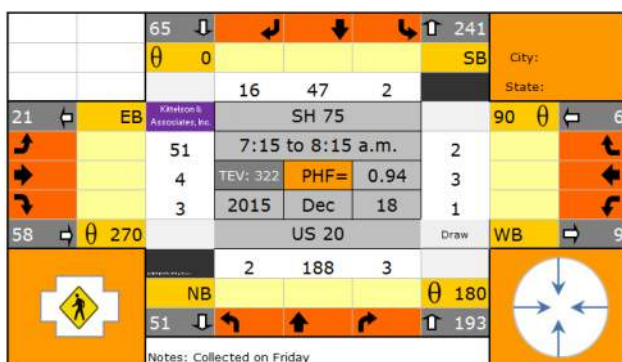 65 241
θ 0 SB City:
16 47 2 State:
21 EB Kittelson & Associates, Inc. SH 75 90 θ 6
51 7:15 to 8:15 a.m. 2
4 TEV: 322 PHF= 0.94 3
3 2015 Dec 18 1
58 θ 270 US 20 Draw WB 9
2 188 3
NB θ 180
51 193
Notes: Collected on Friday